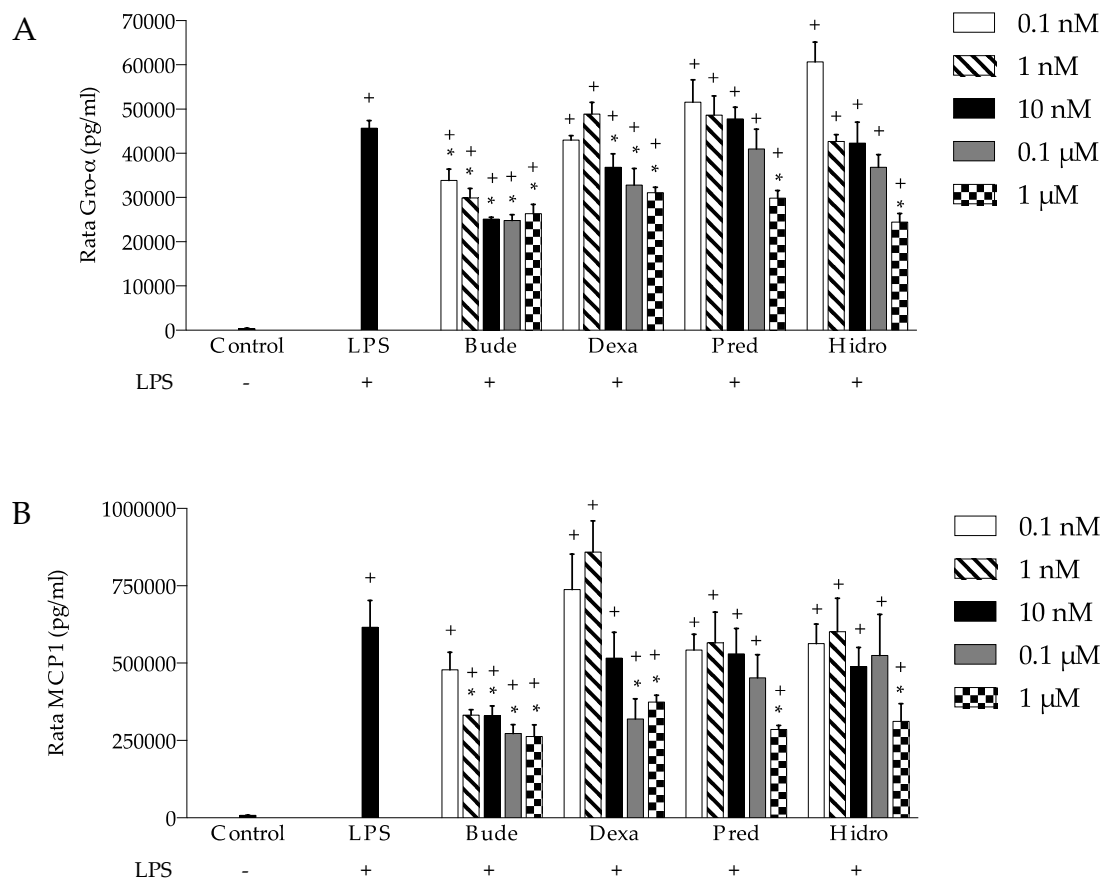 A
Rata Gro-α (pg/ml)
70000
60000
50000
40000
30000
20000
10000
0
+
+ * + * + * + * + *
+ + + * + * + *
+ + + + + *
+ + + + + *
Control LPS Bude Dexa Pred Hidro
LPS - + + + + +
0.1 nM
1 nM
10 nM
0.1 μM
1 μM
B
Rata MCP1 (pg/ml)
1000000
750000
500000
250000
0
+
+ + * + * + * + *
+ + + + * + *
+ + + + + *
+ + + + + *
Control LPS Bude Dexa Pred Hidro
LPS - + + + + +
0.1 nM
1 nM
10 nM
0.1 μM
1 μM